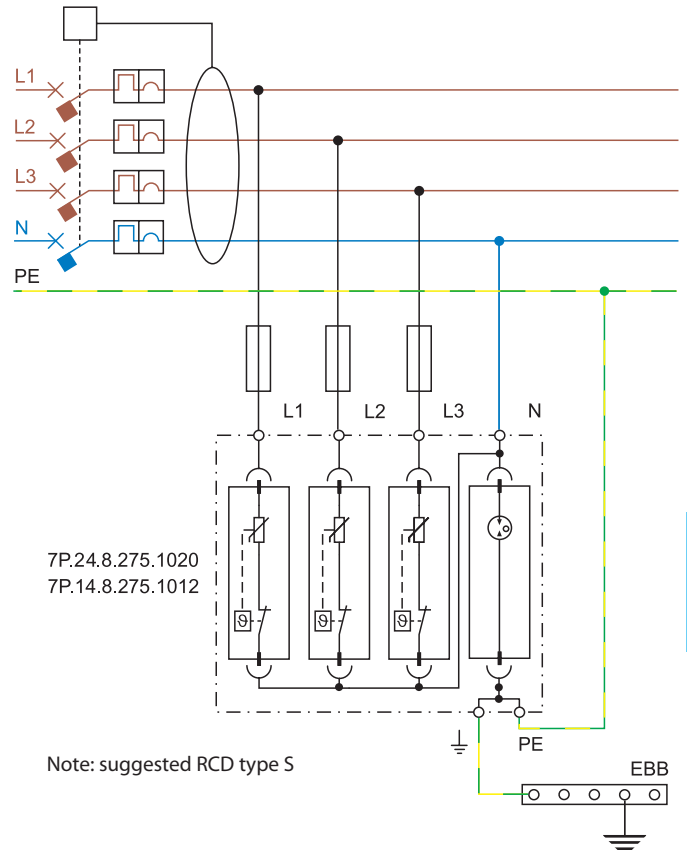 L1
L2
L3
N
PE
L1 L2 L3 N
7P.24.8.275.1020
7P.14.8.275.1012
ϑ ϑ ϑ
PE
Note: suggested RCD type S
EBB